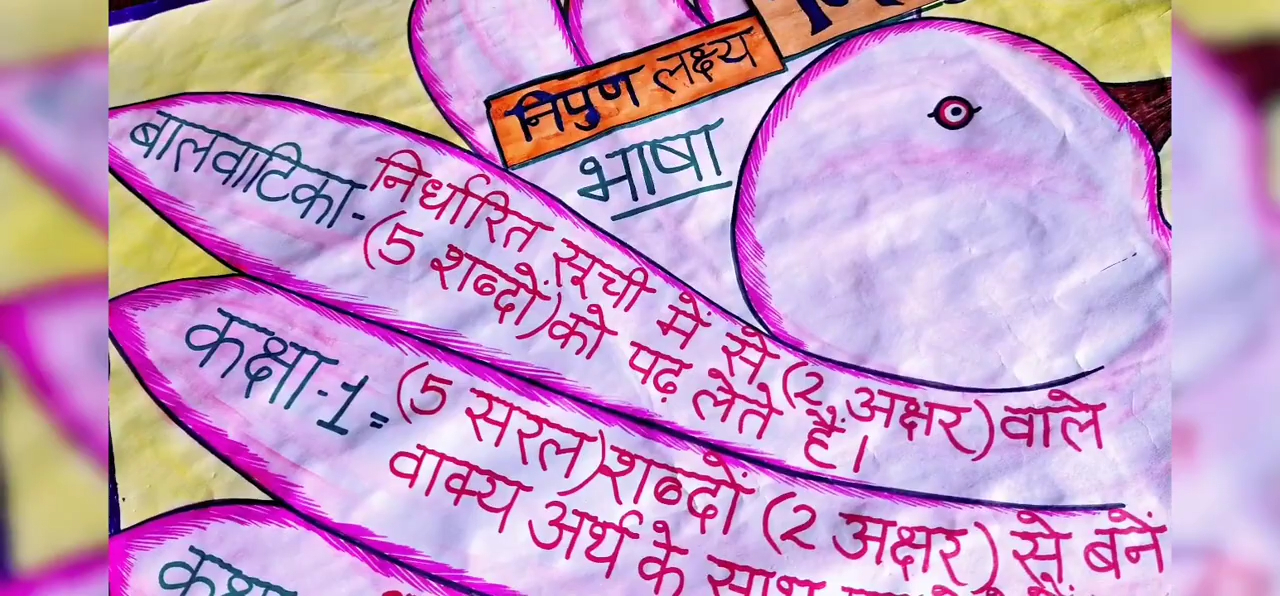 निपुण लक्ष्य
भाषा
बालवाटिका- निर्धारित सूची में से (2 अक्षर) वाले
(5 शब्दों) को पढ़ लेते हैं।
कक्षा-1= (5 सरल) शब्दों (2 अक्षर) से बनें
वाक्य अर्थ के साथ
कक्षा